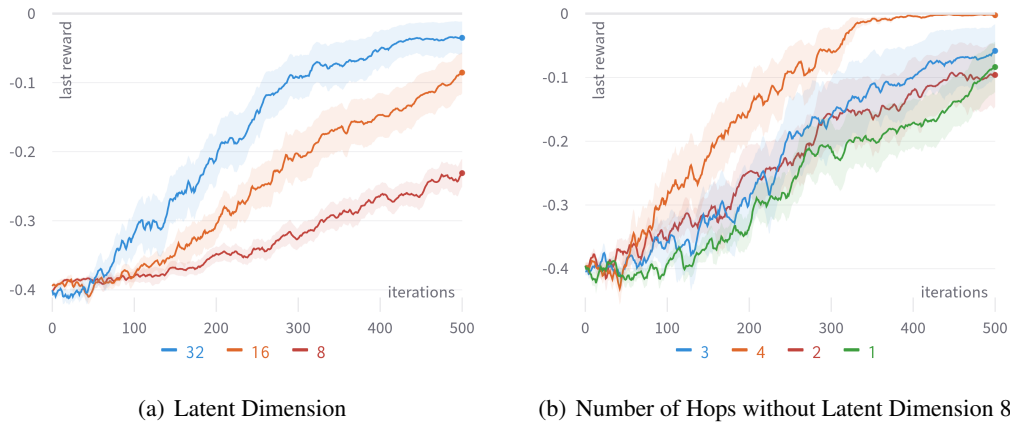 0
-0.1
-0.2
-0.3
-0.4
last reward
iterations
0 100 200 300 400 500
32 16 8
(a) Latent Dimension
0
-0.1
-0.2
-0.3
-0.4
last reward
iterations
0 100 200 300 400 500
3 4 2 1
(b) Number of Hops without Latent Dimension 8